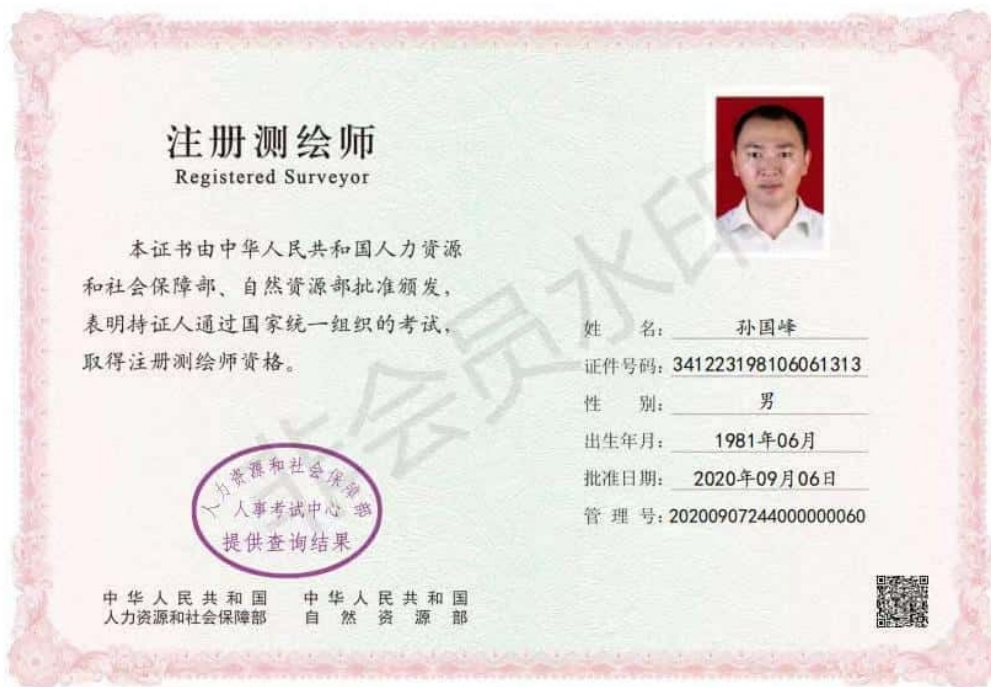 注册测绘师
Registered Surveyor
本证书由中华人民共和国人力资源
和社会保障部、自然资源部批准颁发，
表明持证人通过国家统一组织的考试，
取得注册测绘师资格。
人力资源和社会保障部
人事考试中心
提供查询结果
中华人民共和国
人力资源和社会保障部
中华人民共和国
自然资源部
姓名：孙国峰
证件号码：341223198106061313
性别：男
出生年月：1981年06月
批准日期：2020年09月06日
管理号：20200907244000000060
非会员水印